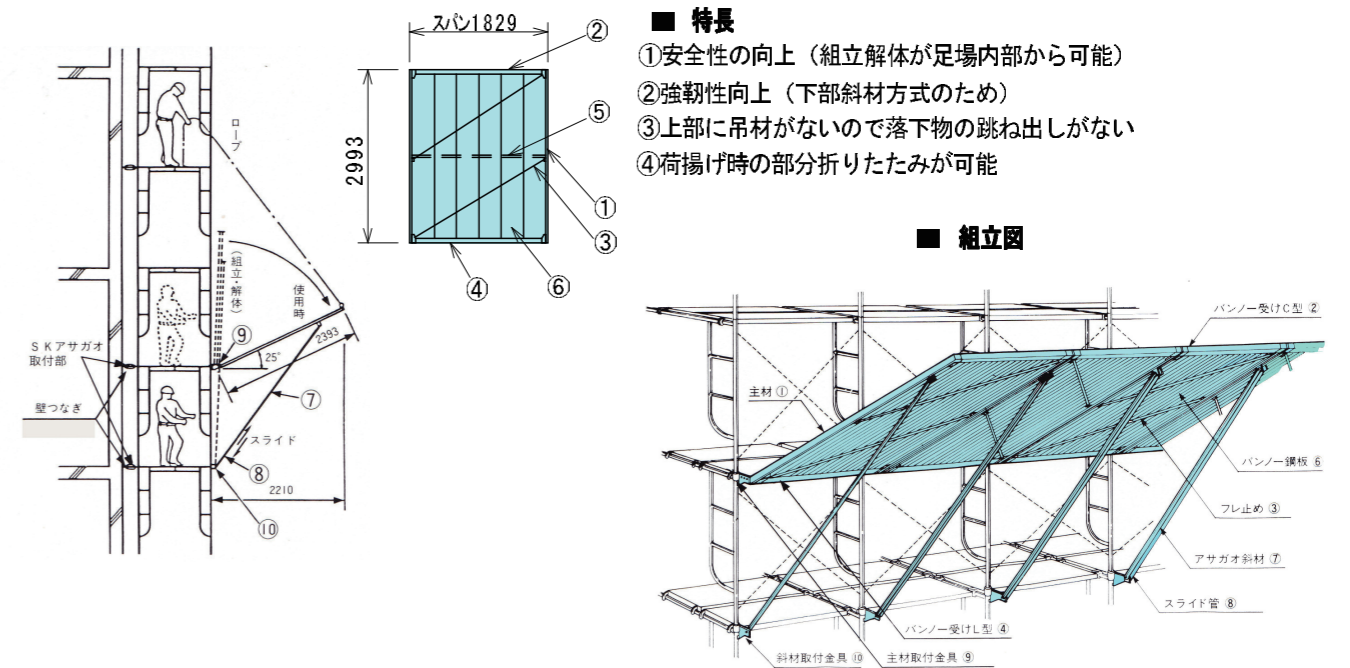 スパン1829
2993
②
⑤
①
③
④
⑥
■ 特長
①安全性の向上（組立解体が足場内部から可能）
②強靭性向上（下部斜材方式のため）
③上部に吊材がないので落下物の跳ね出しがない
④荷揚げ時の部分折りたたみが可能
ロープ
（組立・解体）
使用時
⑨
2393
25°
ＳＫアサガオ
取付部
⑦
壁つなぎ
スライド
⑧
2210
⑩
■ 組立図
バンノー受けＣ型 ②
主材 ①
バンノー鋼板 ⑥
フレ止め ③
アサガオ斜材 ⑦
スライド管 ⑧
バンノー受けＬ型 ④
斜材取付金具 ⑩
主材取付金具 ⑨